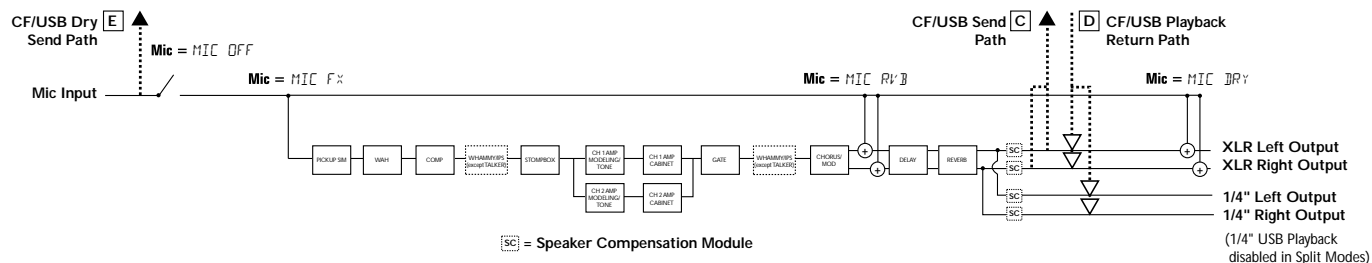 CF/USB Dry E
Send Path
Mic = MIC OFF
CF/USB Send C
Path
D CF/USB Playback
Return Path
Mic = MIC FX
Mic = MIC RVB
Mic = MIC DRY
Mic Input
PICKUP SIM
WAH
COMP
WHAMMY/IPS
(except TALKER)
STOMPBOX
CH 1 AMP
MODELING/
TONE
CH 1 AMP
CABINET
CH 2 AMP
MODELING/
TONE
CH 2 AMP
CABINET
GATE
WHAMMY/IPS
(except TALKER)
CHORUS/
MOD
+
+
DELAY
REVERB
SC
SC
SC
SC
+
+
XLR Left Output
XLR Right Output
1/4" Left Output
1/4" Right Output
(1/4" USB Playback
disabled in Split Modes)
SC = Speaker Compensation Module